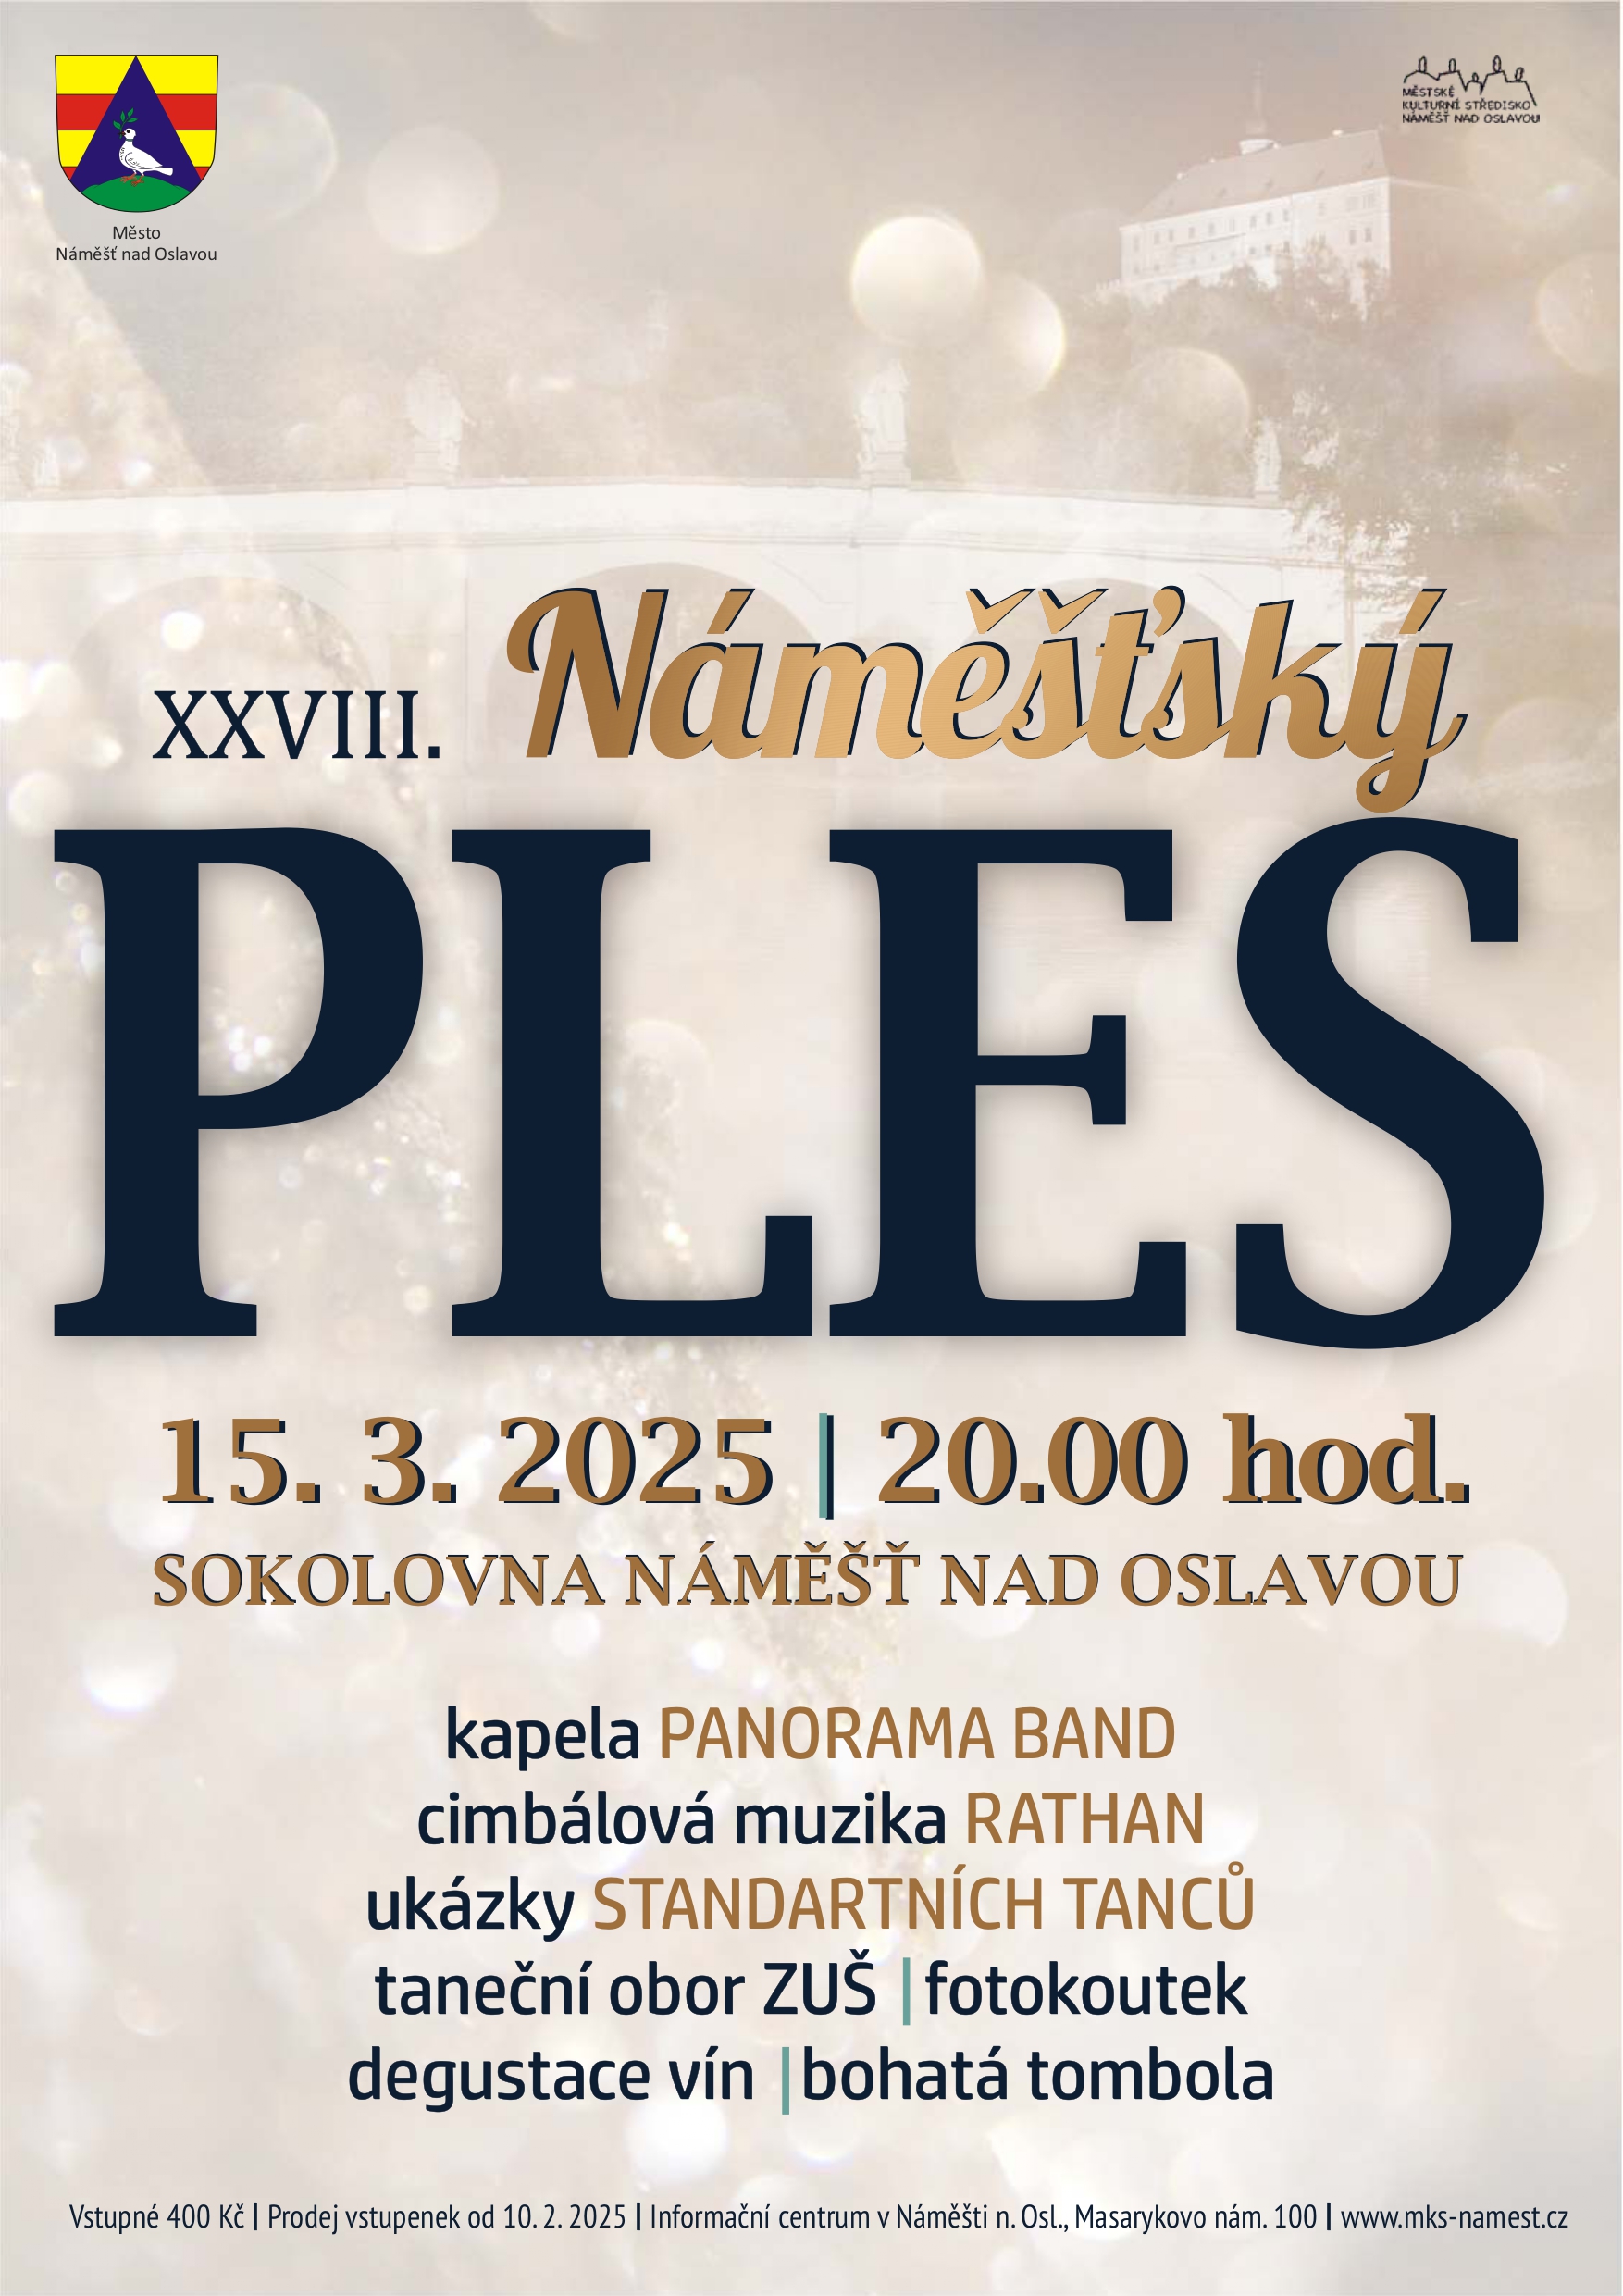 Město
Náměšť nad Oslavou
MĚSTSKÉ
KULTURNÍ STŘEDISKO
NÁMĚŠŤ NAD OSLAVOU
XXVIII. Náměšťský
PLES
15. 3. 2025 | 20.00 hod.
SOKOLOVNA NÁMĚŠŤ NAD OSLAVOU
kapela PANORAMA BAND
cimbálová muzika RATHAN
ukázky STANDARTNÍCH TANCŮ
taneční obor ZUŠ | fotokoutek
degustace vín | bohatá tombola
Vstupné 400 Kč | Prodej vstupenek od 10. 2. 2025 | Informační centrum v Náměšti n. Osl., Masarykovo nám. 100 | www.mks-namest.cz